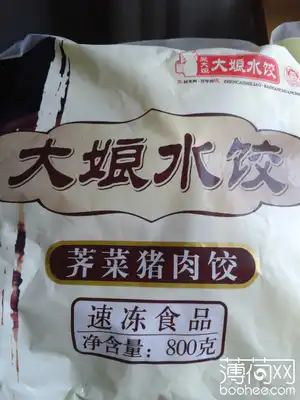 大娘水饺
大娘水饺
荠菜猪肉饺
速冻食品
净含量：800克
薄荷网
boohee.com